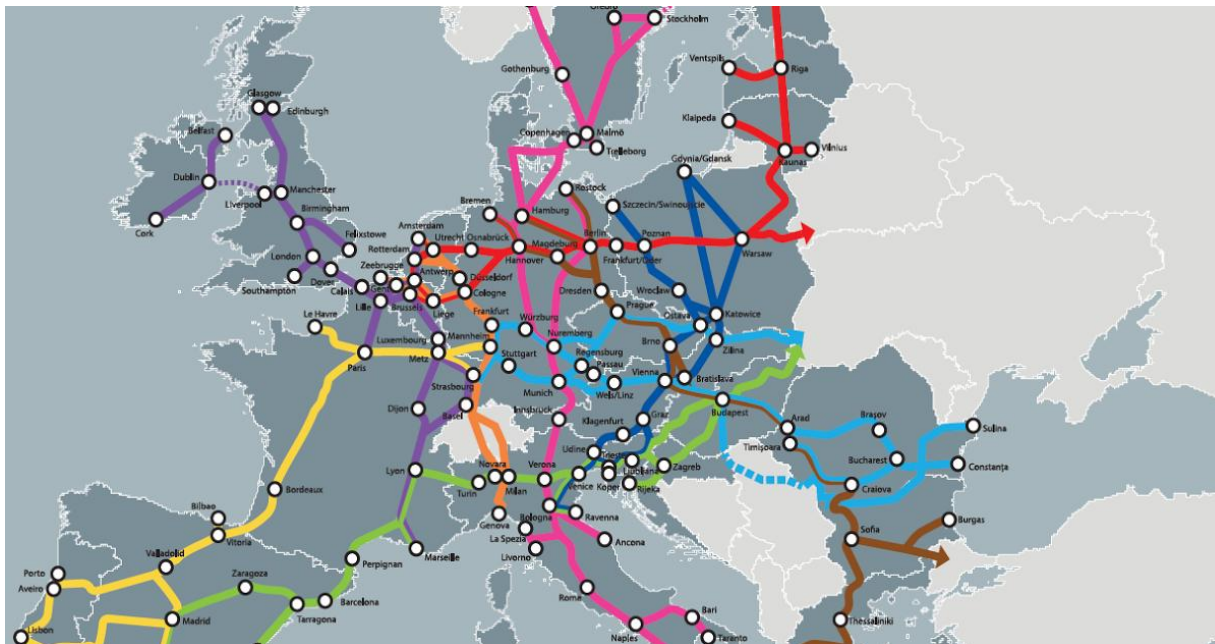 Örebro
Stockholm
Gothenburg
Ventspils
Riga
Glasgow
Edinburgh
Belfast
Copenhagen
Malmö
Trelleborg
Klaipeda
Kaunas
Vilnius
Gdynia/Gdansk
Dublin
Liverpool
Manchester
Cork
Birmingham
Felixstowe
London
Southampton
Dover
Calais
Bremen
Hamburg
Rostock
Szczecin/Swinoujscie
Amsterdam
Utrecht
Osnabrück
Rotterdam
Zeebrugge
Antwerp
Düsseldorf
Cologne
Hannover
Magdeburg
Berlin
Frankfurt/Oder
Poznan
Warsaw
Lille
Brussels
Liege
Frankfurt
Dresden
Wroclaw
Katowice
Le Havre
Luxembourg
Mannheim
Metz
Paris
Würzburg
Nuremberg
Prague
Ostava
Brne
Zilina
Stuttgart
Regensburg
Passau
Strasbourg
Munich
Wels/Linz
Vienna
Bratislava
Dijon
Basel
Innsbruck
Klagenfurt
Graz
Budapest
Arad
Timişoara
Braşov
Sulina
Bucharest
Constanţa
Craiova
Udine
Trieste
Ljubljana
Zagreb
Lyon
Novara
Turin
Milan
Verona
Venice
Koper
Rijeka
Bordeaux
Bilbao
Vitoria
Genova
Bologna
Ravenna
La Spezia
Livorno
Ancona
Sofia
Burgas
Valladolid
Porto
Aveiro
Zaragoza
Perpignan
Marseille
Rome
Bari
Lisbon
Madrid
Tarragona
Barcelona
Naples
Taranto
Thessaloniki